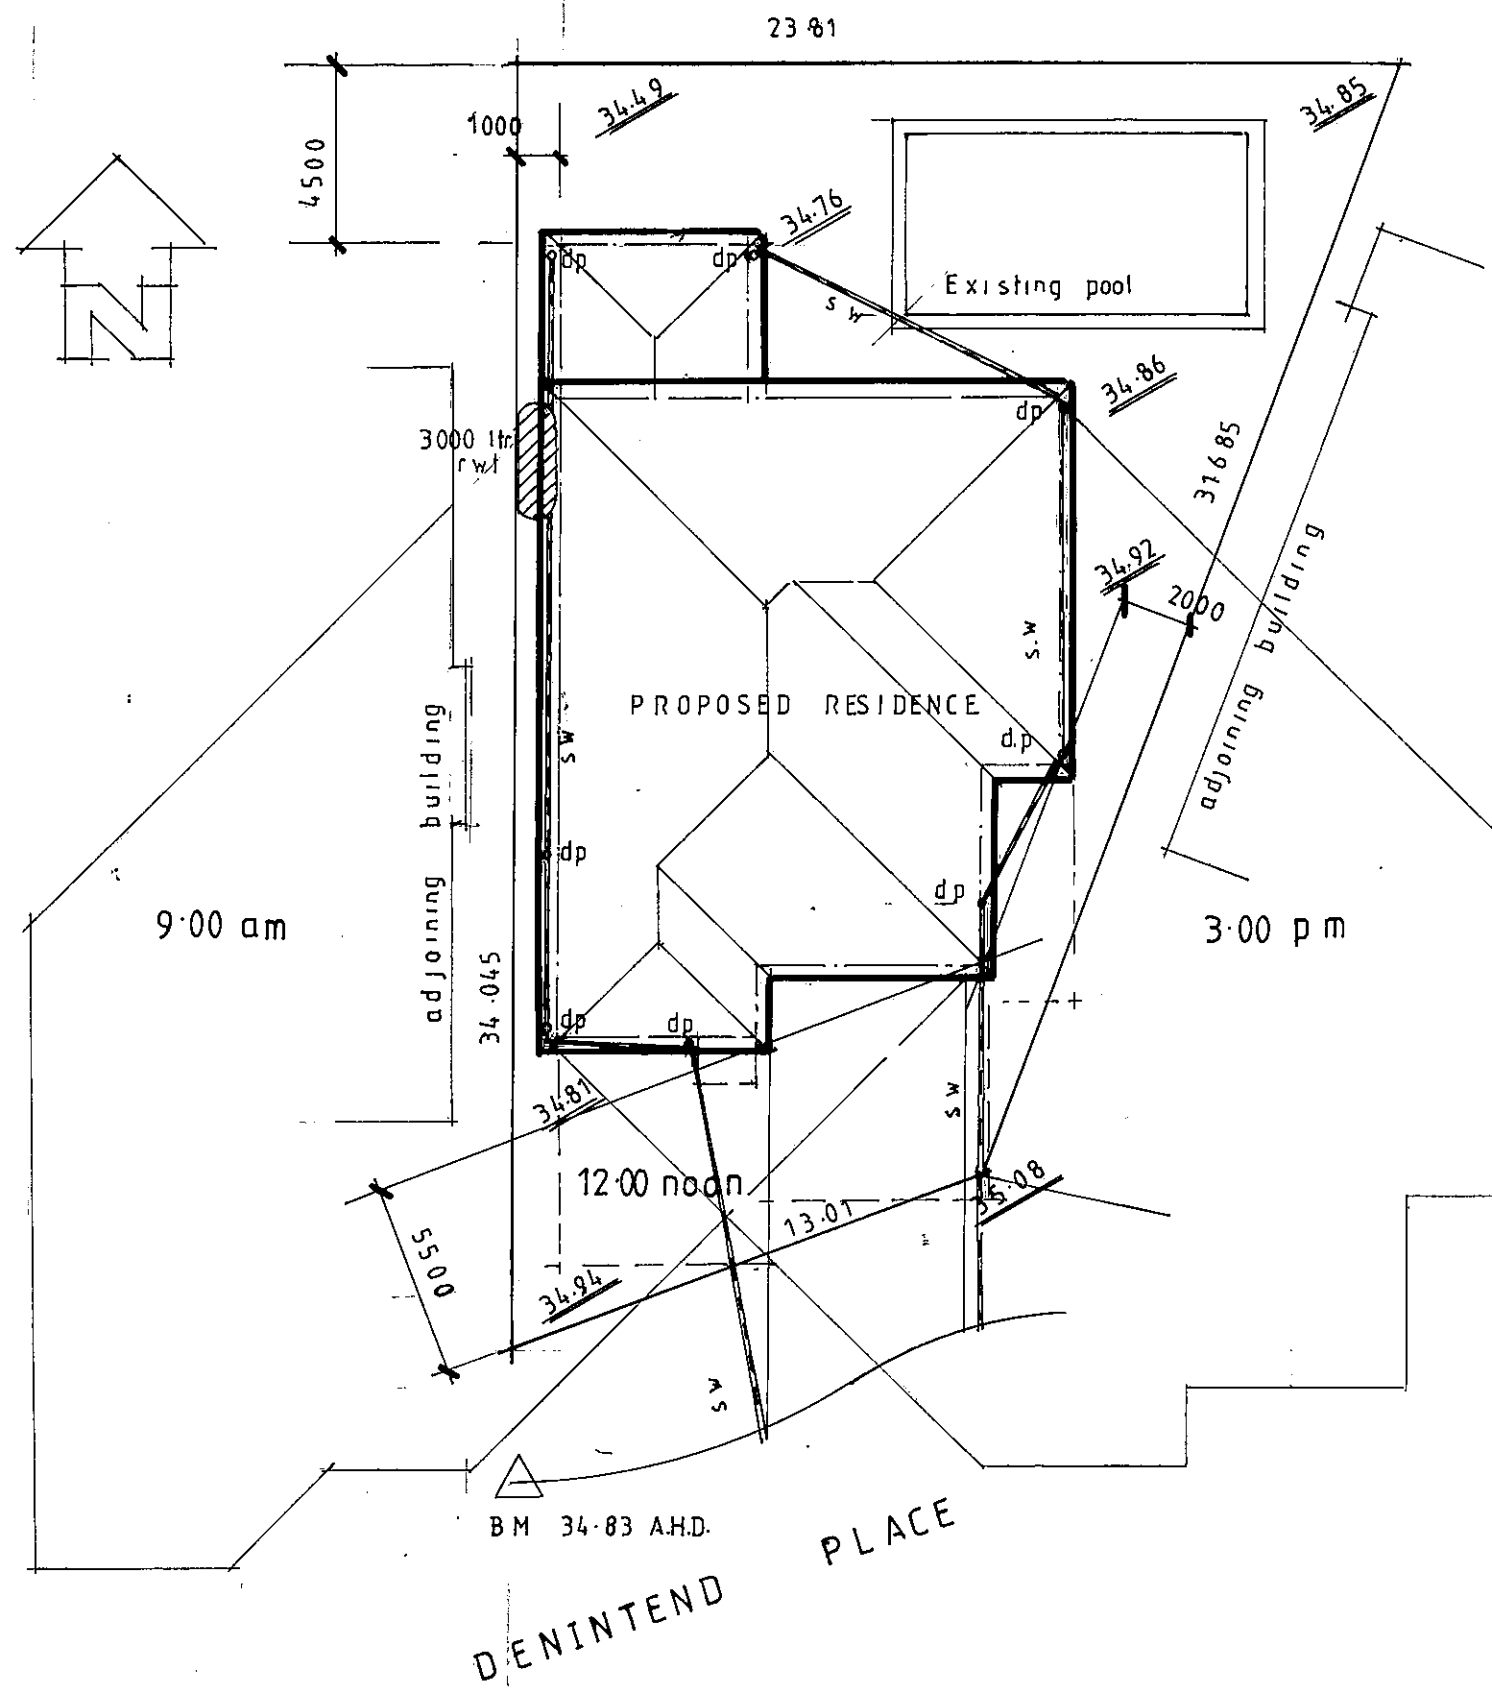 23.81
34.49
34.85
1000
4500
34.76
dp
dp
N
Existing pool
s w
34.86
dp
3000 ltr.
rwt
31.685
34.92
2000
s.w
adjoining building
PROPOSED RESIDENCE
s w
d.p
adjoining building
dp
dp
9.00 am
3.00 pm
34.045
dp
dp
34.81
s w
12.00 noon
35.08
13.01
5500
34.94
s w
BM 34.83 A.H.D.
DENINTEND PLACE